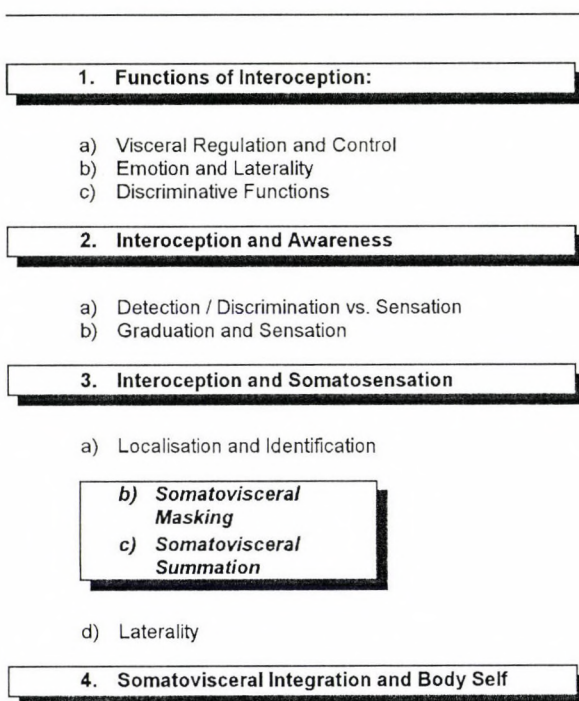 1. Functions of Interoception:
a) Visceral Regulation and Control
b) Emotion and Laterality
c) Discriminative Functions
2. Interoception and Awareness
a) Detection / Discrimination vs. Sensation
b) Graduation and Sensation
3. Interoception and Somatosensation
a) Localisation and Identification
b) Somatovisceral
Masking
c) Somatovisceral
Summation
d) Laterality
4. Somatovisceral Integration and Body Self